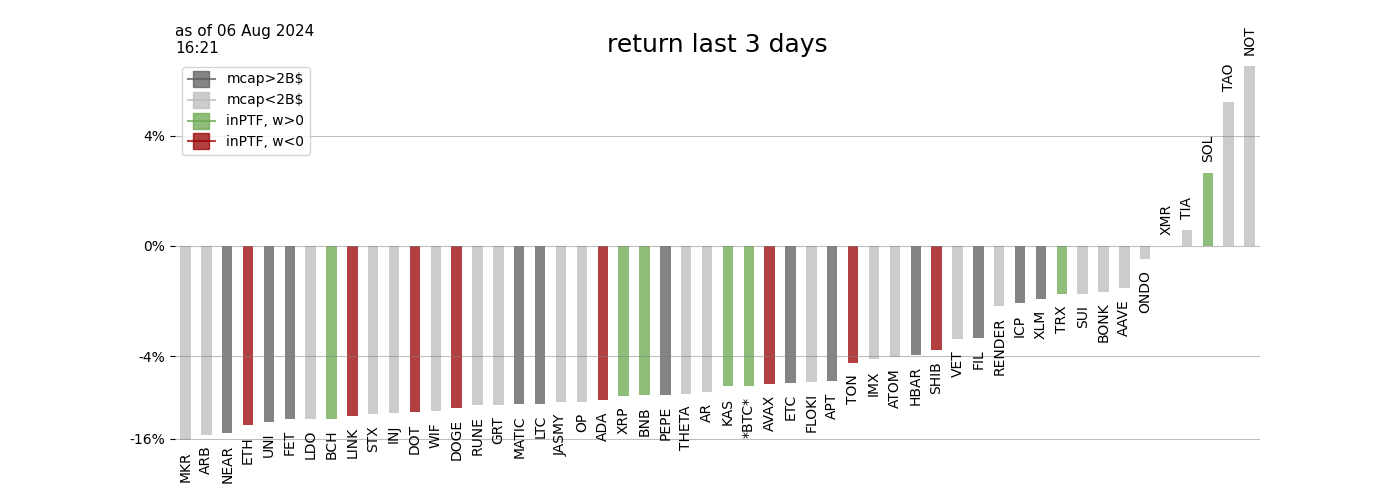 as of 06 Aug 2024
16:21
return last 3 days
mcap>2B$
mcap<2B$
inPTF, w>0
inPTF, w<0
4%
0%
-4%
-16%
MKR
ARB
NEAR
ETH
UNI
FET
LDO
BCH
LINK
STX
INJ
DOT
WIF
DOGE
RUNE
GRT
MATIC
LTC
JASMY
OP
ADA
XRP
BNB
PEPE
THETA
AR
KAS
*BTC*
AVAX
ETC
FLOKI
APT
TON
IMX
ATOM
HBAR
SHIB
VET
FIL
RENDER
ICP
XLM
TRX
SUI
BONK
AAVE
ONDO
XMR
TIA
SOL
TAO
NOT